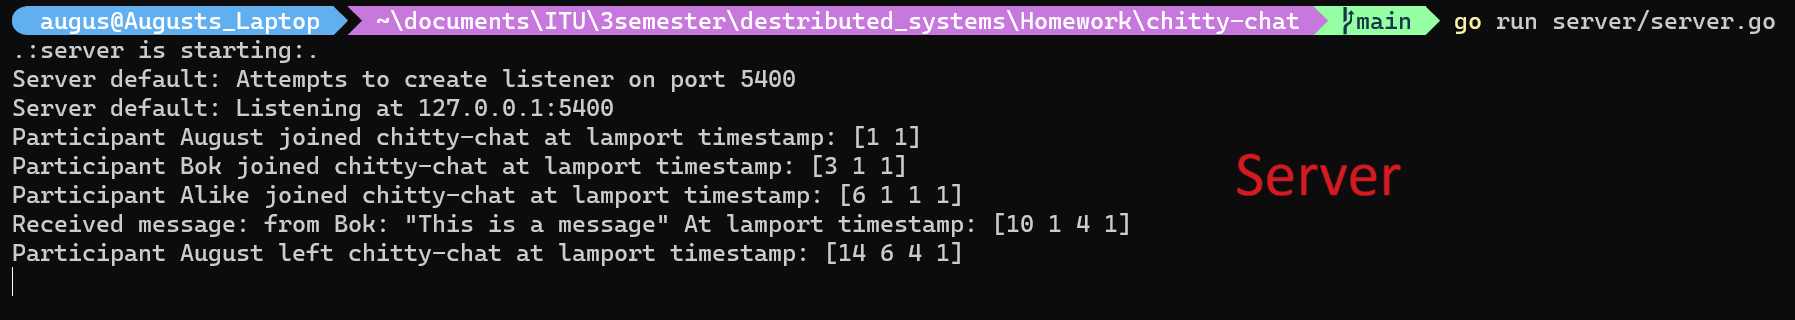 augus@Augusts_Laptop ~\documents\ITU\3semester\destributed_systems\Homework\chitty-chat main go run server/server.go
.:server is starting:.
Server default: Attempts to create listener on port 5400
Server default: Listening at 127.0.0.1:5400
Participant August joined chitty-chat at lamport timestamp: [1 1]
Participant Bok joined chitty-chat at lamport timestamp: [3 1 1]
Participant Alike joined chitty-chat at lamport timestamp: [6 1 1 1]
Server
Received message: from Bok: "This is a message" At lamport timestamp: [10 1 4 1]
Participant August left chitty-chat at lamport timestamp: [14 6 4 1]